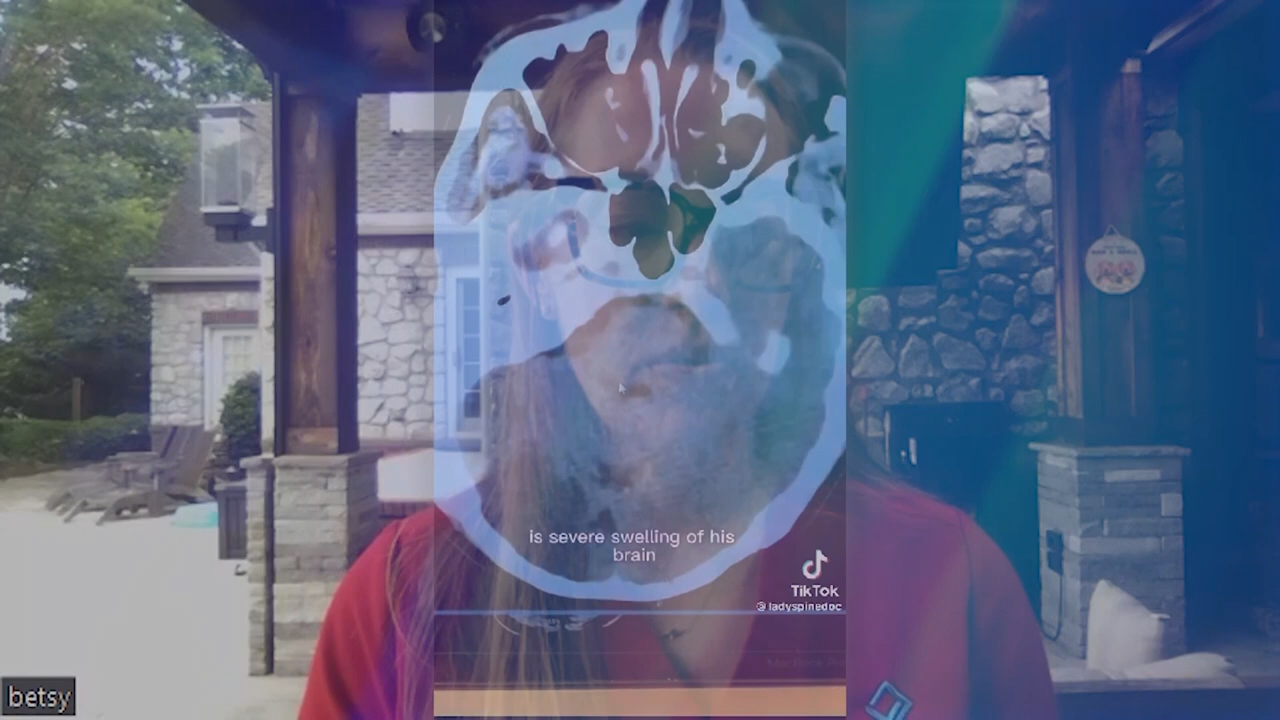 is severe swelling of his
brain
TikTok
@ladyspinedoc
betsy